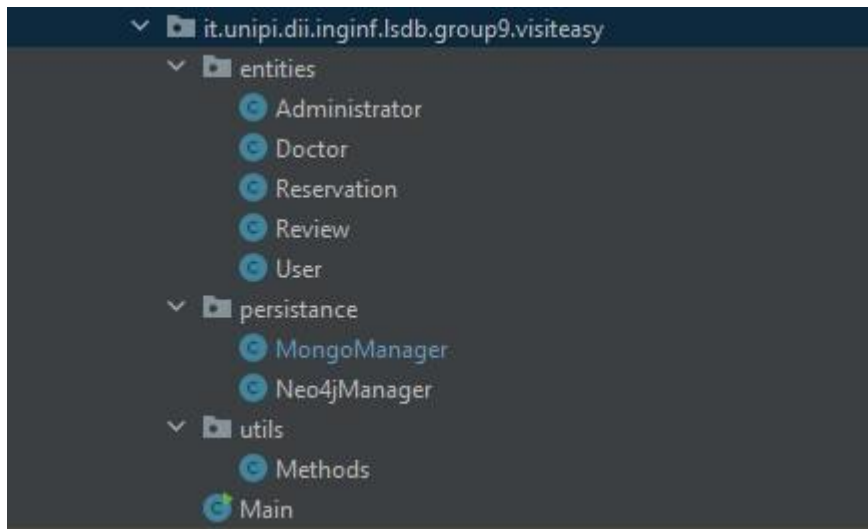 it.unipi.dii.inginf.lsdb.group9.visiteasy
entities
Administrator
Doctor
Reservation
Review
User
persistance
MongoManager
Neo4jManager
utils
Methods
Main